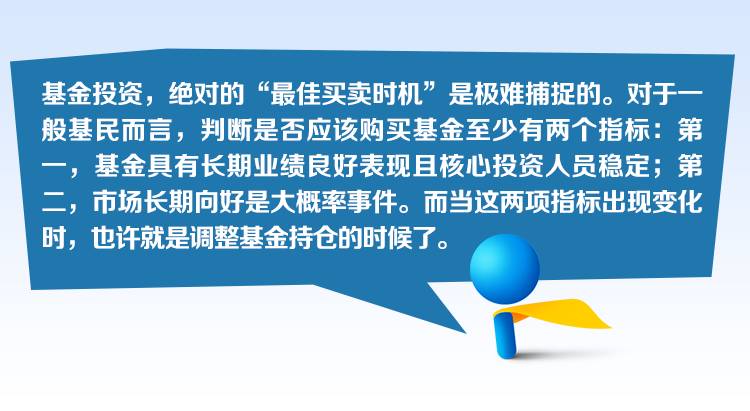 基金投资，绝对的“最佳买卖时机”是极难捕捉的。对于一
般基民而言，判断是否应该购买基金至少有两个指标：第
一，基金具有长期业绩良好表现且核心投资人员稳定；第
二，市场长期向好是大概率事件。而当这两项指标出现变化
时，也许就是调整基金持仓的时候了。